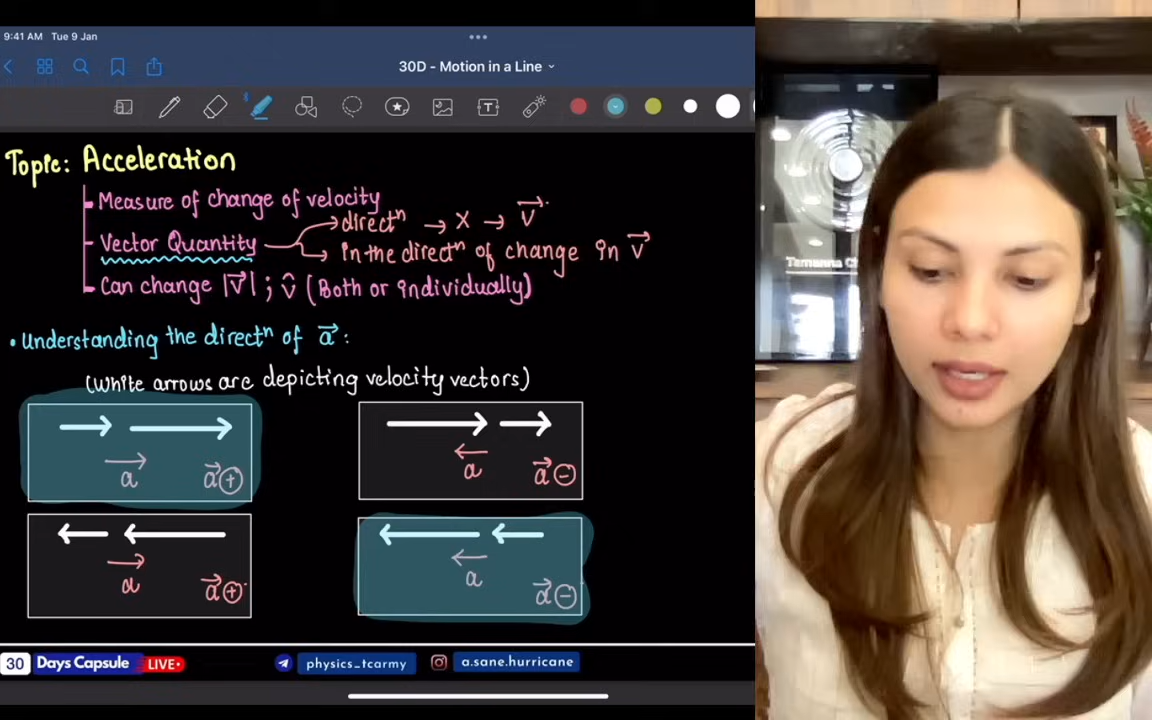 9:41 AM Tue 9 Jan
30D - Motion in a Line
Topic: Acceleration
- Measure of change of velocity
- Vector Quantity → directⁿ → X → v⃗
→ In the directⁿ of change in v⃗
- Can change |v⃗| ; v̂ (Both or individually)
• Understanding the directⁿ of a⃗ :
(White arrows are depicting velocity vectors)
a a⃗ ⊕
a a⃗ ⊖
a a⃗ ⊕
a a⃗ ⊖
30 Days Capsule LIVE
physics_tcarmy
a.sane.hurricane